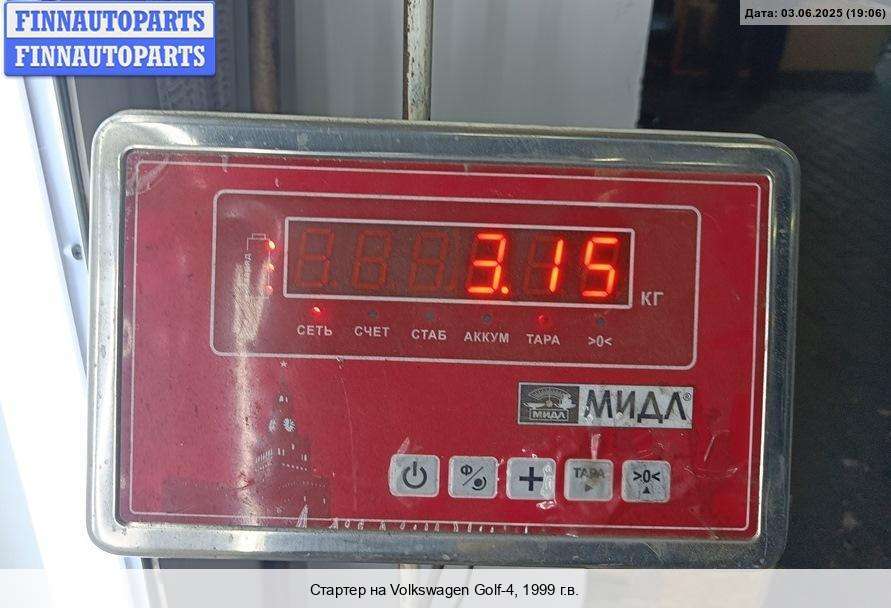 FINNAUTOPARTS
FINNAUTOPARTS
Дата: 03.06.2025 (19:06)
3.15
КГ
СЕТЬ СЧЕТ СТАБ АККУМ ТАРА >0<
МИДЛ МИДЛ®
Ф/ + ТАРА >0<
Стартер на Volkswagen Golf-4, 1999 г.в.